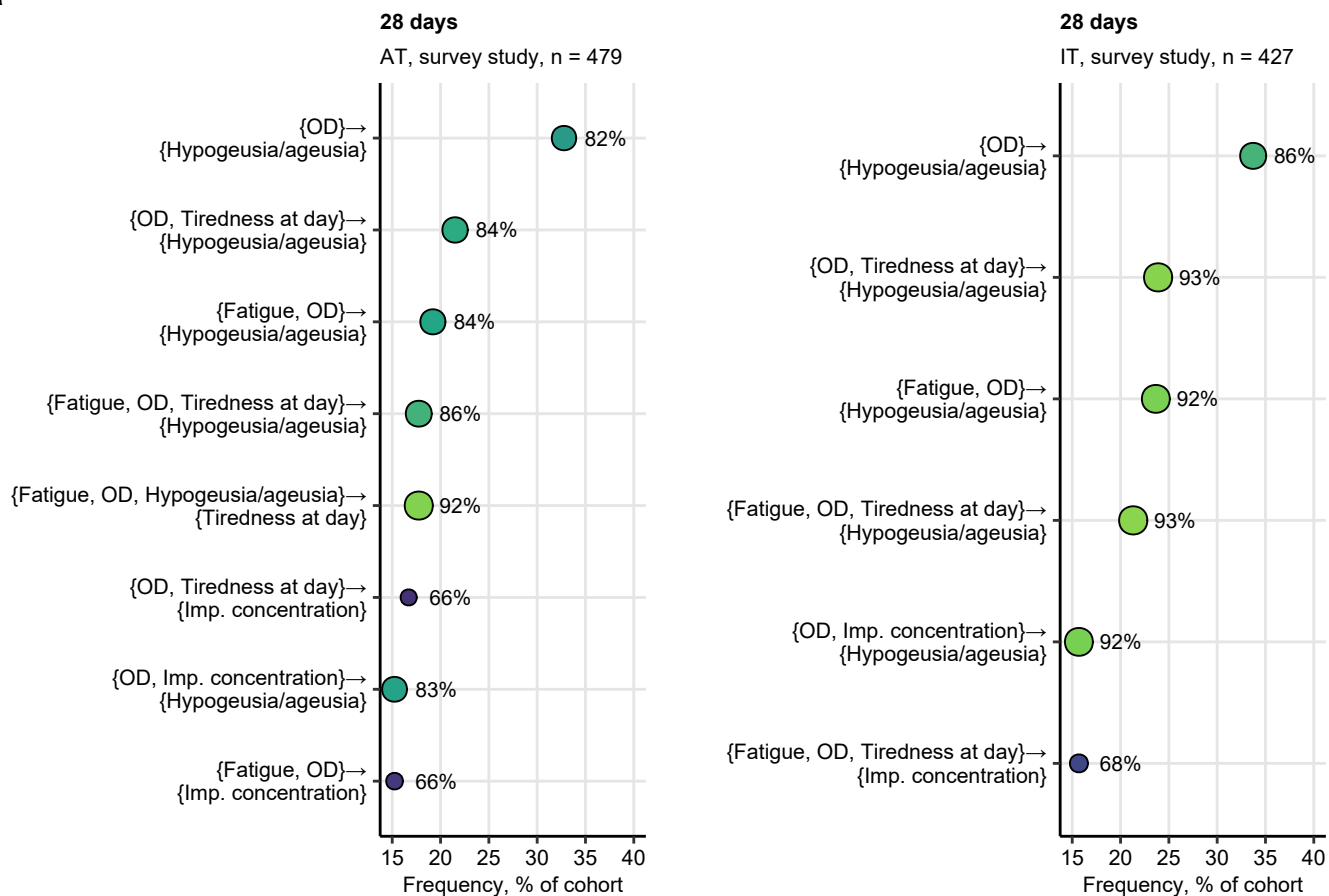 28 days
AT, survey study, n = 479
{OD}→
{Hypogeusia/ageusia}
82%
{OD, Tiredness at day}→
{Hypogeusia/ageusia}
84%
{Fatigue, OD}→
{Hypogeusia/ageusia}
84%
{Fatigue, OD, Tiredness at day}→
{Hypogeusia/ageusia}
86%
{Fatigue, OD, Hypogeusia/ageusia}→
{Tiredness at day}
92%
{OD, Tiredness at day}→
{Imp. concentration}
66%
{OD, Imp. concentration}→
{Hypogeusia/ageusia}
83%
{Fatigue, OD}→
{Imp. concentration}
66%
15 20 25 30 35 40
Frequency, % of cohort
28 days
IT, survey study, n = 427
{OD}→
{Hypogeusia/ageusia}
86%
{OD, Tiredness at day}→
{Hypogeusia/ageusia}
93%
{Fatigue, OD}→
{Hypogeusia/ageusia}
92%
{Fatigue, OD, Tiredness at day}→
{Hypogeusia/ageusia}
93%
{OD, Imp. concentration}→
{Hypogeusia/ageusia}
92%
{Fatigue, OD, Tiredness at day}→
{Imp. concentration}
68%
15 20 25 30 35 40
Frequency, % of cohort